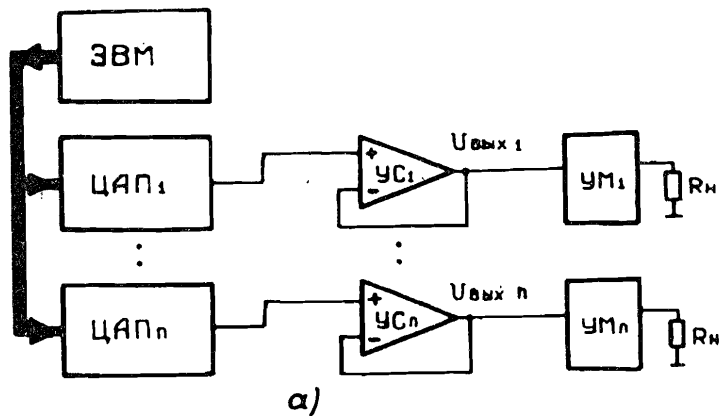 ЭВМ
ЦАП1
+
-
УС1
Uвых 1
УМ1
Rн
ЦАПn
+
-
УСn
Uвых n
УМn
Rн
а)